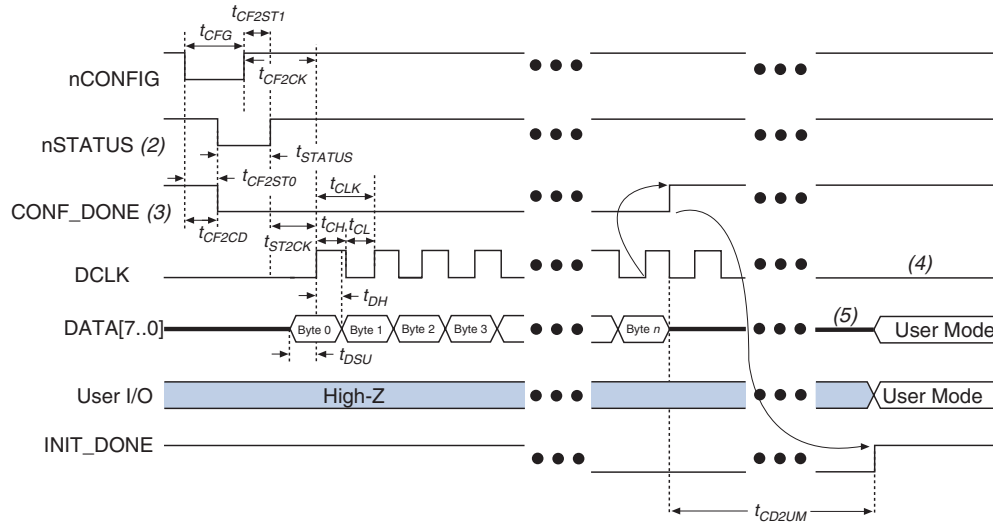 tCF2ST1
tCFG
tCF2CK
nCONFIG
nSTATUS (2)
tSTATUS
tCF2ST0
tCLK
CONF_DONE (3)
tCF2CD
tST2CK
tCH
tCL
DCLK
(4)
tDH
DATA[7..0]
Byte 0
Byte 1
Byte 2
Byte 3
Byte n
(5)
User Mode
tDSU
User I/O
High-Z
User Mode
INIT_DONE
tCD2UM